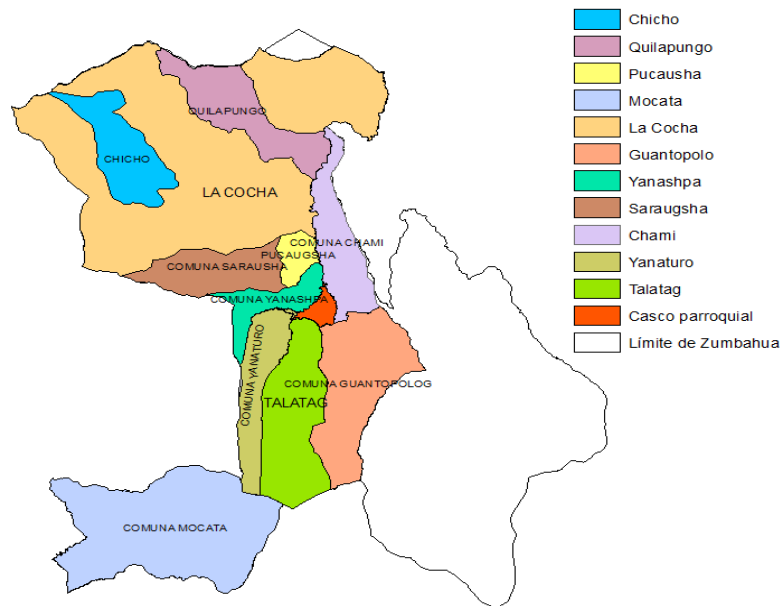 Chicho
Quilapungo
Pucausha
Mocata
La Cocha
Guantopolo
Yanashpa
Saraugsha
Chami
Yanaturo
Talatag
Casco parroquial
Límite de Zumbahua
QUILAPUNGO
CHICHO
LA COCHA
COMUNA CHAMI
PUCAUGSHA
COMUNA SARAUSHA
COMUNA YANASHPA
COMUNA YANATURO
COMUNA GUANTOPOLOG
TALATAG
COMUNA MOCATA